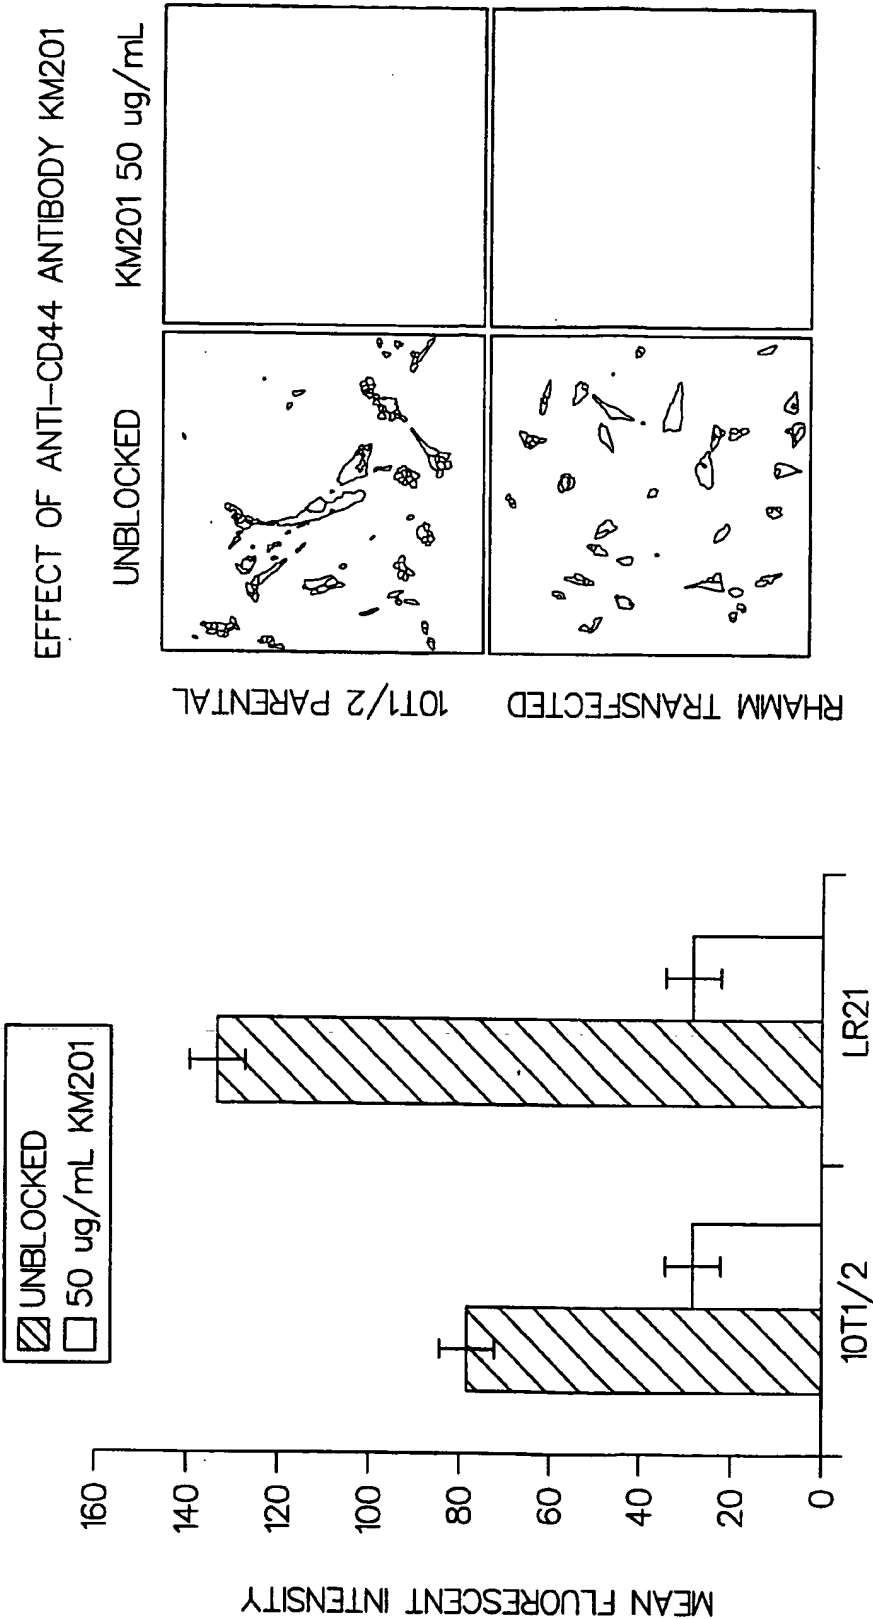 UNBLOCKED
50 ug/mL KM201
MEAN FLUORESCENT INTENSITY
160
140
120
100
80
60
40
20
0
10T1/2
LR21
EFFECT OF ANTI-CD44 ANTIBODY KM201
UNBLOCKED
KM201 50 ug/mL
10T1/2 PARENTAL
RHAMM TRANSFECTED